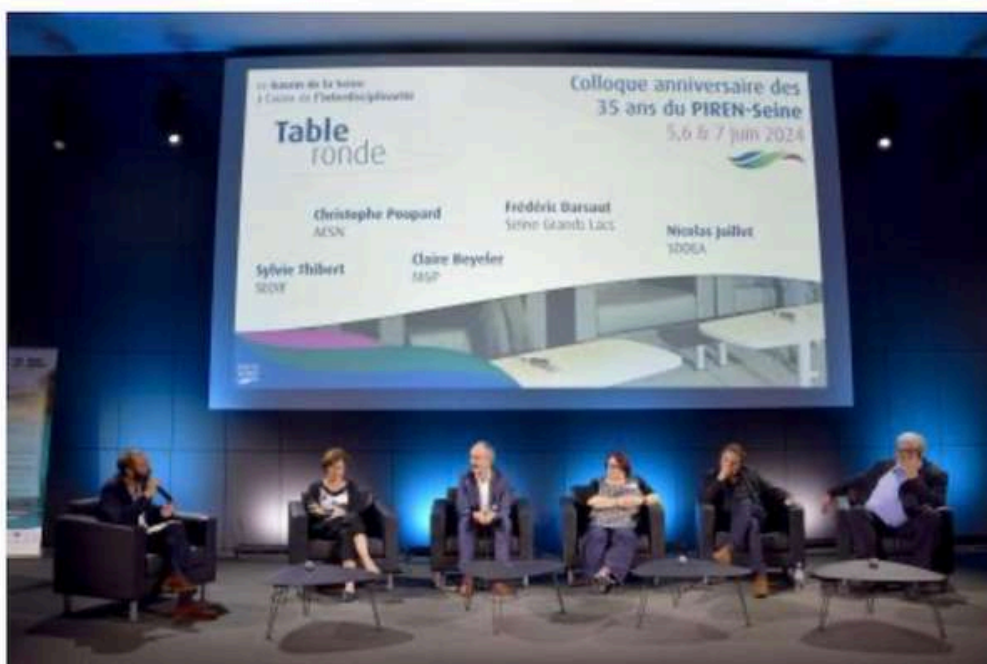 Le Bassin de la Seine
à l'aune de l'interdisciplinarité
Table
ronde
Colloque anniversaire des
35 ans du PIREN-Seine
5,6 & 7 juin 2024
Christophe Poupard
AESN
Frédéric Darsaut
Seine Grands Lacs
Nicolas Juillet
SDDEA
Sylvie Thibert
SEDIF
Claire Beyeler
MGP